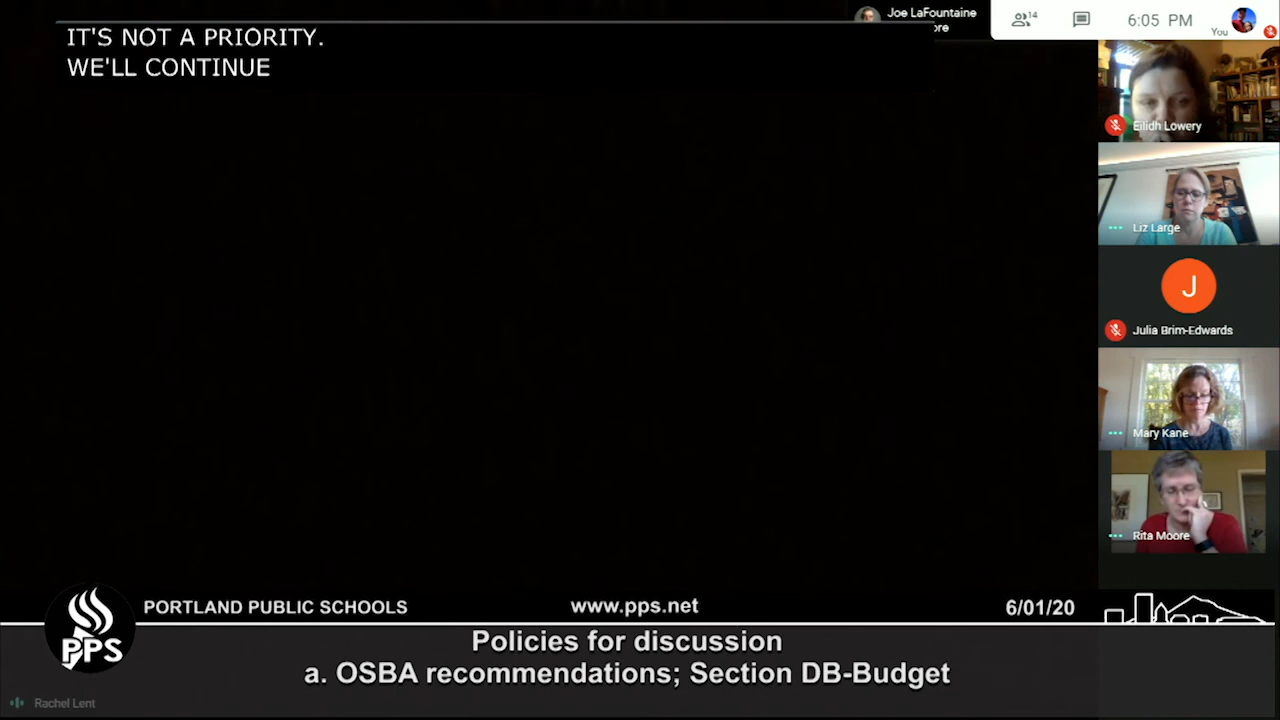 IT'S NOT A PRIORITY.
WE'LL CONTINUE
Joe LaFountaine
ore
14
6:05 PM
You
Eilidh Lowery
Liz Large
J
Julia Brim-Edwards
Mary Kane
Rita Moore
PORTLAND PUBLIC SCHOOLS
www.pps.net
6/01/20
PPS
Policies for discussion
a. OSBA recommendations; Section DB-Budget
Rachel Lent